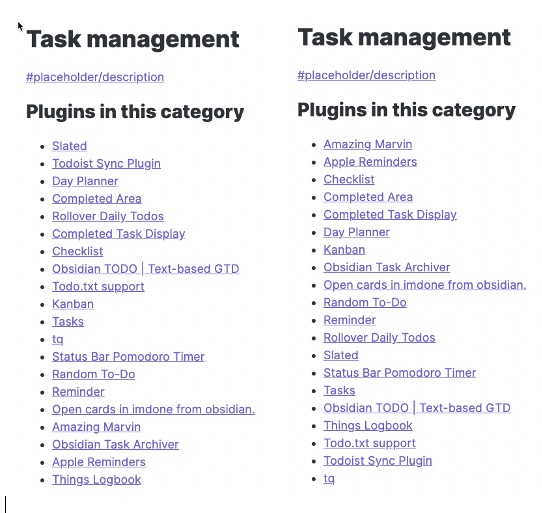 Task management
#placeholder/description
Plugins in this category
Slated
Todoist Sync Plugin
Day Planner
Completed Area
Rollover Daily Todos
Completed Task Display
Checklist
Obsidian TODO | Text-based GTD
Todo.txt support
Kanban
Tasks
tq
Status Bar Pomodoro Timer
Random To-Do
Reminder
Open cards in imdone from obsidian.
Amazing Marvin
Obsidian Task Archiver
Apple Reminders
Things Logbook
Task management
#placeholder/description
Plugins in this category
Amazing Marvin
Apple Reminders
Checklist
Completed Area
Completed Task Display
Day Planner
Kanban
Obsidian Task Archiver
Open cards in imdone from obsidian.
Random To-Do
Reminder
Rollover Daily Todos
Slated
Status Bar Pomodoro Timer
Tasks
Obsidian TODO | Text-based GTD
Things Logbook
Todo.txt support
Todoist Sync Plugin
tq